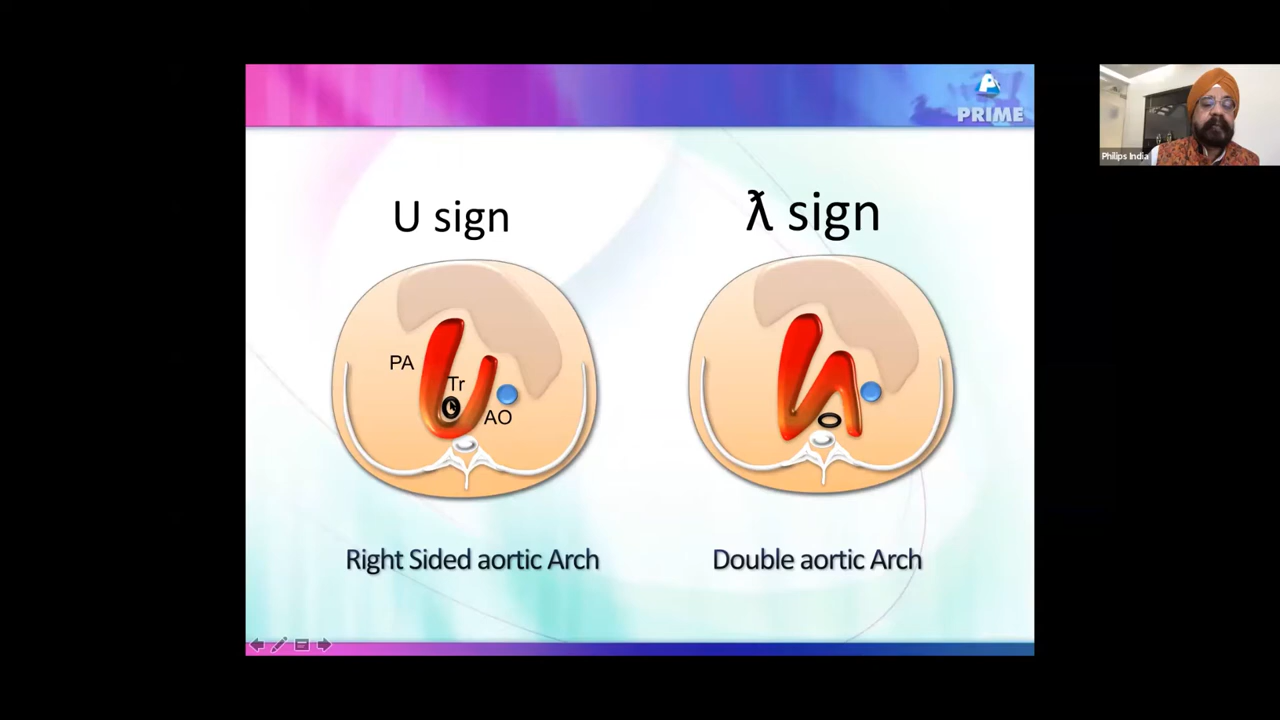 PRIME
Philips India
U sign
ƛ sign
PA
Tr
AO
Right Sided aortic Arch
Double aortic Arch